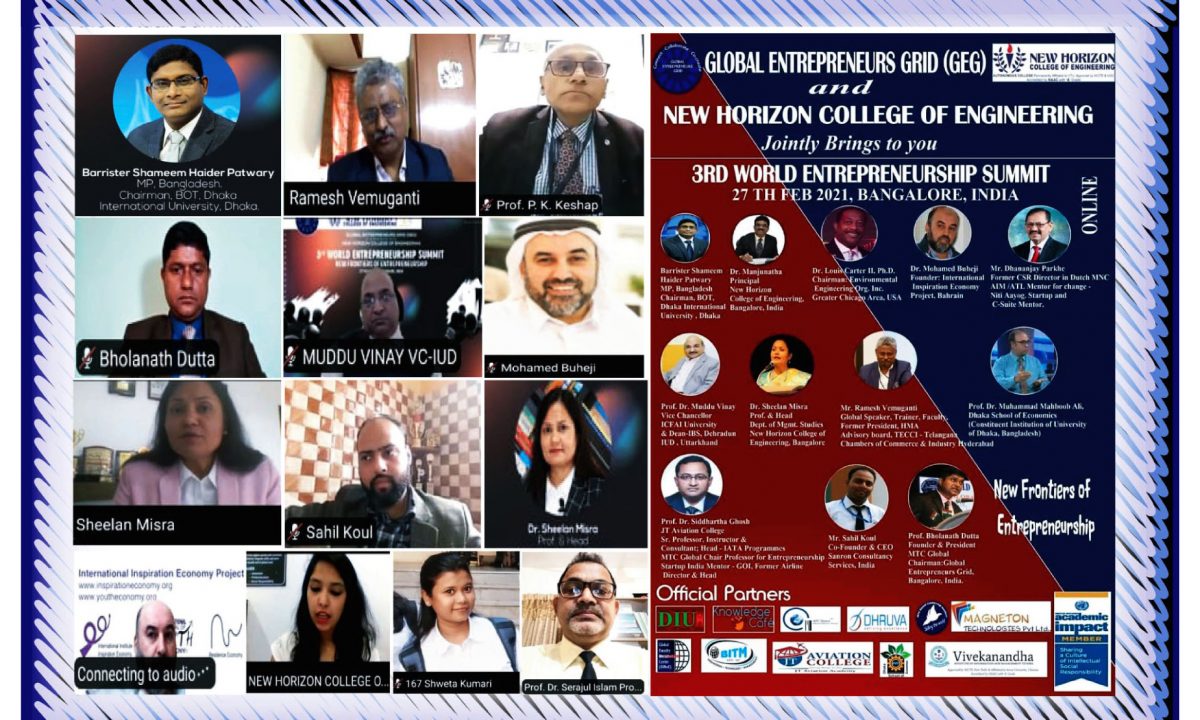 Barrister Shameem Haider Patwary
MP, Bangladesh.
Chairman, BOT, Dhaka
International University, Dhaka.
Ramesh Vemuganti
Prof. P. K. Keshap
Bholanath Dutta
3RD WORLD ENTREPRENEURSHIP SUMMIT
NEW FRONTIERS OF ENTREPRENEURSHIP
MUDDU VINAY VC-IUD
Mohamed Buheji
Sheelan Misra
Sahil Koul
Dr. Sheelan Misra
Prof. & Head
International Inspiration Economy Project
www.inspirationeconomy.org
www.youtheconomy.org
Connecting to audio
NEW HORIZON COLLEGE O...
167 Shweta Kumari
Prof. Dr. Serajul Islam Pro...
GLOBAL ENTREPRENEURS GRID (GEG)
NEW HORIZON
COLLEGE OF ENGINEERING
and
NEW HORIZON COLLEGE OF ENGINEERING
Jointly Brings to you
3RD WORLD ENTREPRENEURSHIP SUMMIT
27 TH FEB 2021, BANGALORE, INDIA
ONLINE
Barrister Shameem
Haider Patwary
MP, Bangladesh
Chairman, BOT,
Dhaka International
University , Dhaka
Dr. Manjunatha
Principal
New Horizon
College of Engineering,
Bangalore, India
Dr. Louis Carter II, Ph.D.
Chairman: Environmental
Engineering Org. Inc.
Greater Chicago Area, USA
Dr. Mohamed Buheji
Founder: International
Inspiration Economy
Project, Bahrain
Mr. Dhananjay Parkhe
Former CSR Director in Dutch MNC
AIM /ATL Mentor for change -
Niti Aayog, Startup and
C-Suite Mentor.
Prof. Dr. Muddu Vinay
Vice Chancellor
ICFAI University
& Dean-IBS, Dehradun
IUD , Uttarkhand
Dr. Sheelan Misra
Prof. & Head
Dept. of Mgmt. Studies
New Horizon College of
Engineering, Bangalore
Mr. Ramesh Vemuganti
Global Speaker, Trainer, Faculty,
Former President, HMA
Advisory board, TECCI - Telangana
Chambers of Commerce & Industry Hyderabad
Prof. Dr. Muhammad Mahboob Ali,
Dhaka School of Economics
(Constituent Institution of University
of Dhaka, Bangladesh)
Prof. Dr. Siddhartha Ghosh
JT Aviation College
Sr. Professor. Instructor &
Consultant; Head - IATA Programmes
MTC Global Chair Professor for Entrepreneurship
Startup India Mentor - GOI, Former Airline
Director & Head
Mr. Sahil Koul
Co-Founder & CEO
Sanron Consultancy
Services, India
Prof. Bholanath Dutta
Founder & President
MTC Global
Chairman:Global
Entrepreneurs Grid,
Bangalore, India.
New Frontiers of
Entrepreneurship
Official Partners
DIU
Knowledge
Café
DHRUVA
MAGNETON
TECHNOLOGIES Pvt Ltd.
academic
impact
MEMBER
Sharing
a Culture
of Intellectual
Social
Responsibility
BITM
AVIATION
COLLEGE
Vivekanandha